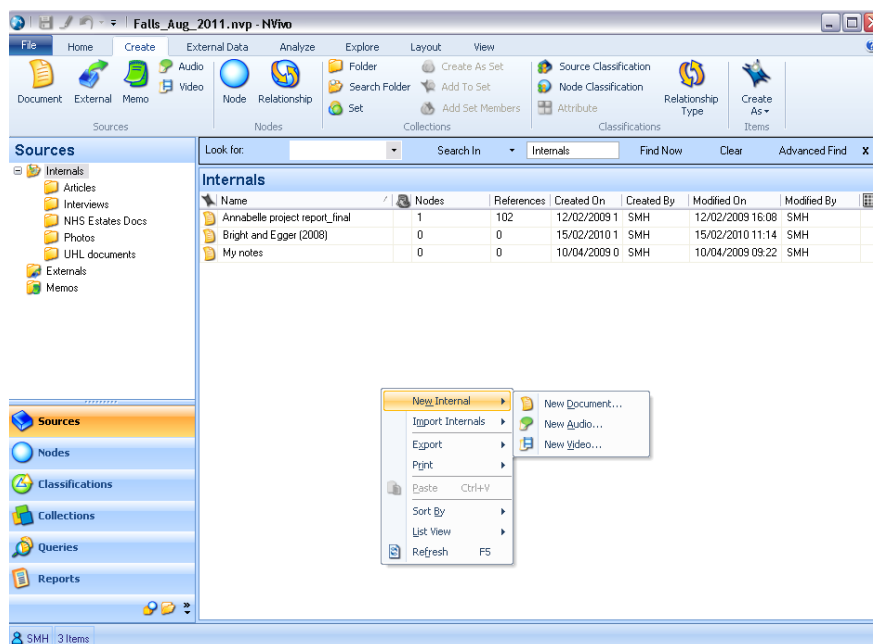 Falls_Aug_2011.nvp - NVivo
File Home Create External Data Analyze Explore Layout View
Document External Memo Audio Video
Node Relationship
Folder Search Folder Set
Create As Set Add To Set Add Set Members
Source Classification Node Classification Attribute
Relationship Type
Create As
Sources Nodes Collections Classifications Items
Sources
Internals
Articles
Interviews
NHS Estates Docs
Photos
UHL documents
Externals
Memos
Look for: Search In Internals Find Now Clear Advanced Find x
Internals
Name Nodes References Created On Created By Modified On Modified By
Annabelle project report_final 1 102 12/02/2009 1 SMH 12/02/2009 16:08 SMH
Bright and Egger (2008) 0 0 15/02/2010 1 SMH 15/02/2010 11:14 SMH
My notes 0 0 10/04/2009 0 SMH 10/04/2009 09:22 SMH
New Internal
Import Internals
Export
Print
Paste Ctrl+V
Sort By
List View
Refresh F5
New Document...
New Audio...
New Video...
Sources
Nodes
Classifications
Collections
Queries
Reports
SMH 3 Items